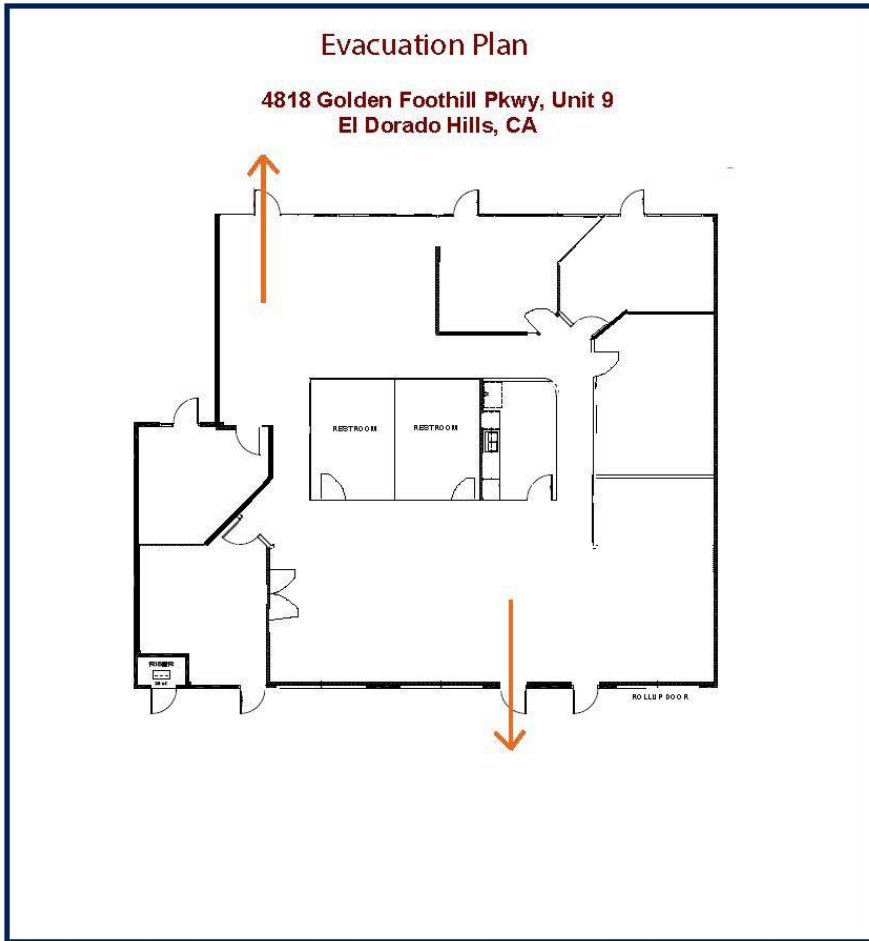 Evacuation Plan
4818 Golden Foothill Pkwy, Unit 9
El Dorado Hills, CA
RESTROOM
RESTROOM
RISER
ROLLUP DOOR